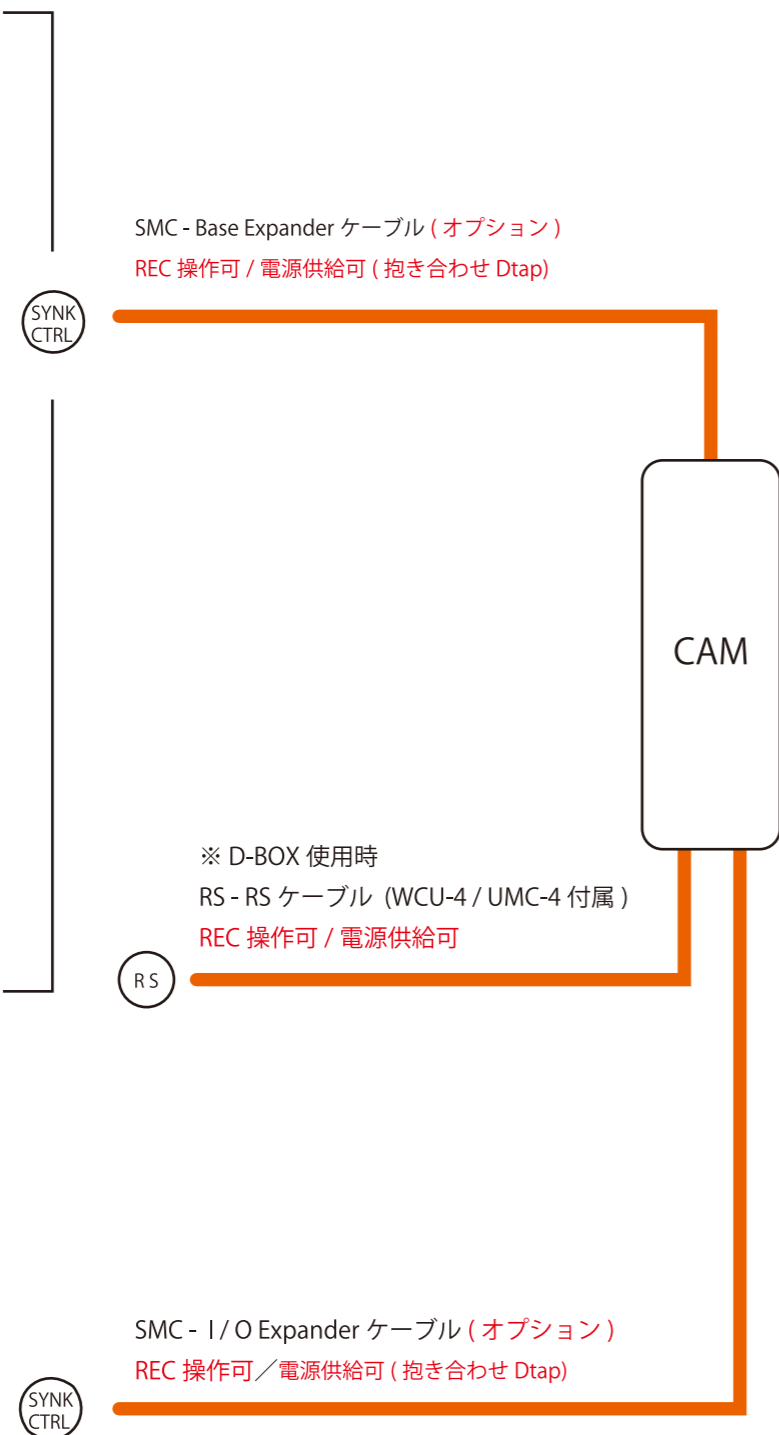 SMC - Base Expander ケーブル ( オプション )
REC 操作可 / 電源供給可 ( 抱き合わせ Dtap)
SYNK
CTRL
CAM
※ D-BOX 使用時
RS - RS ケーブル (WCU-4 / UMC-4 付属 )
REC 操作可 / 電源供給可
R S
SMC - I / O Expander ケーブル ( オプション )
REC 操作可／電源供給可 ( 抱き合わせ Dtap)
SYNK
CTRL